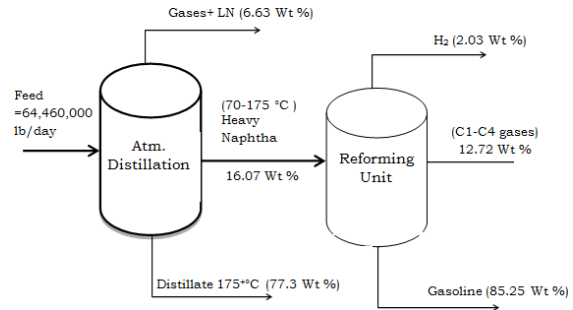 Gases+ LN (6.63 Wt %)
H₂ (2.03 Wt %)
Feed
=64,460,000
lb/day
(70-175 °C )
Heavy
Naphtha
(C1-C4 gases)
12.72 Wt %
Atm.
Distillation
Reforming
Unit
16.07 Wt %
Distillate 175⁺°C (77.3 Wt %)
Gasoline (85.25 Wt %)